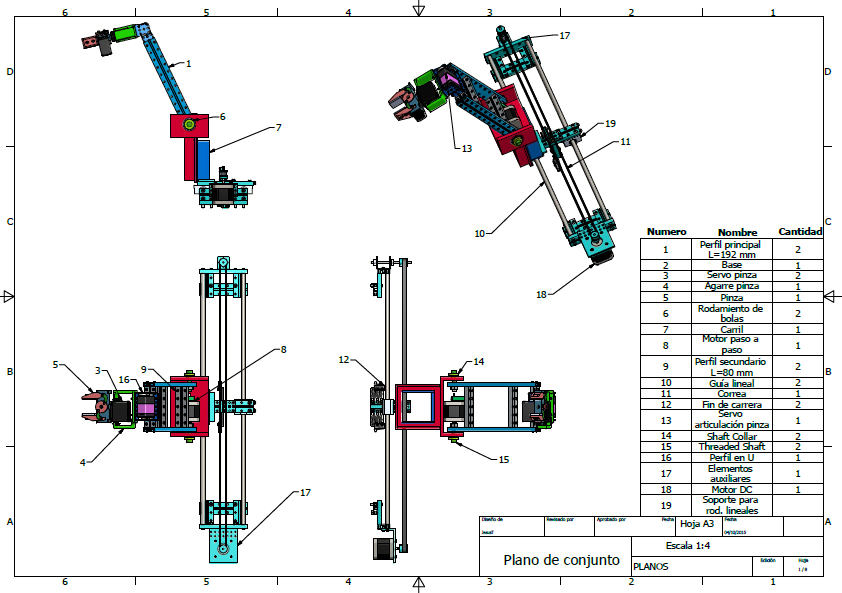 6 5 4 3 2 1
D D
C C
B B
A A
6 5 4 3 2 1
1
6
7
17
19
11
13
10
18
5
3
16
9
8
4
17
12
14
15
Numero Nombre Cantidad
1 Perfil principal L=192 mm 2
2 Base 1
3 Servo pinza 2
4 Agarre pinza 1
5 Pinza 1
6 Rodamiento de bolas 2
7 Carril 1
8 Motor paso a paso 1
9 Perfil secundario L=80 mm 2
10 Guía lineal 2
11 Correa 1
12 Fin de carrera 2
13 Servo articulación pinza 1
14 Shaft Collar 2
15 Threaded Shaft 2
16 Perfil en U 1
17 Elementos auxiliares 1
18 Motor DC 1
19 Soporte para rod. lineales
Diseño de Revisado por Aprobado por Fecha Hoja A3 Fecha
04/10/2015
Escala 1:4
Plano de conjunto
PLANOS
Edición Hoja